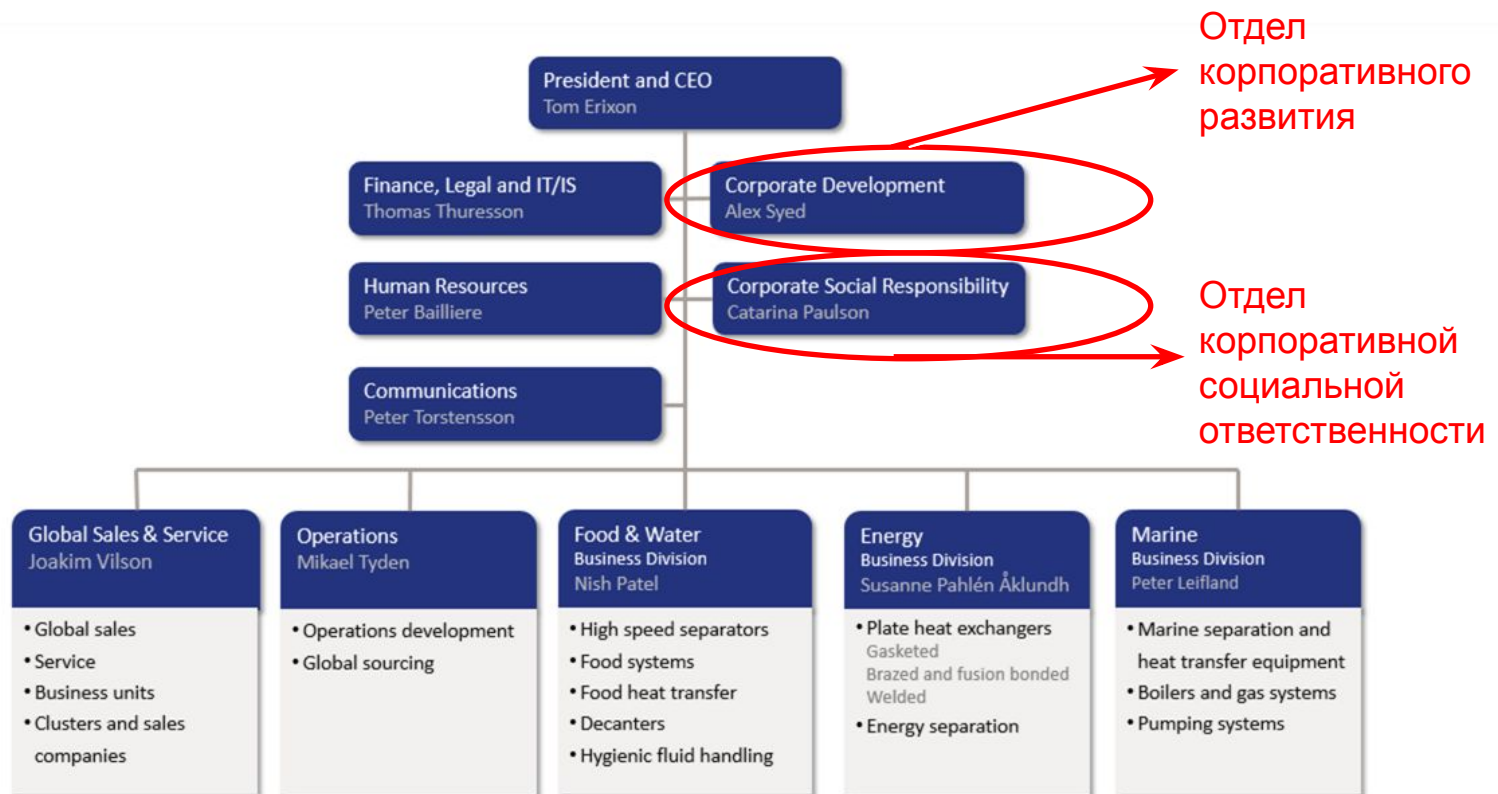 Отдел
корпоративного
развития
President and CEO
Tom Erixon
Finance, Legal and IT/IS
Thomas Thuresson
Corporate Development
Alex Syed
Human Resources
Peter Bailliere
Corporate Social Responsibility
Catarina Paulson
Отдел
корпоративной
социальной
ответственности
Communications
Peter Torstensson
Global Sales & Service
Joakim Vilson
• Global sales
• Service
• Business units
• Clusters and sales
companies
Operations
Mikael Tyden
• Operations development
• Global sourcing
Food & Water
Business Division
Nish Patel
• High speed separators
• Food systems
• Food heat transfer
• Decanters
• Hygienic fluid handling
Energy
Business Division
Susanne Pahlén Åklundh
• Plate heat exchangers
Gasketed
Brazed and fusion bonded
Welded
• Energy separation
Marine
Business Division
Peter Leifland
• Marine separation and
heat transfer equipment
• Boilers and gas systems
• Pumping systems